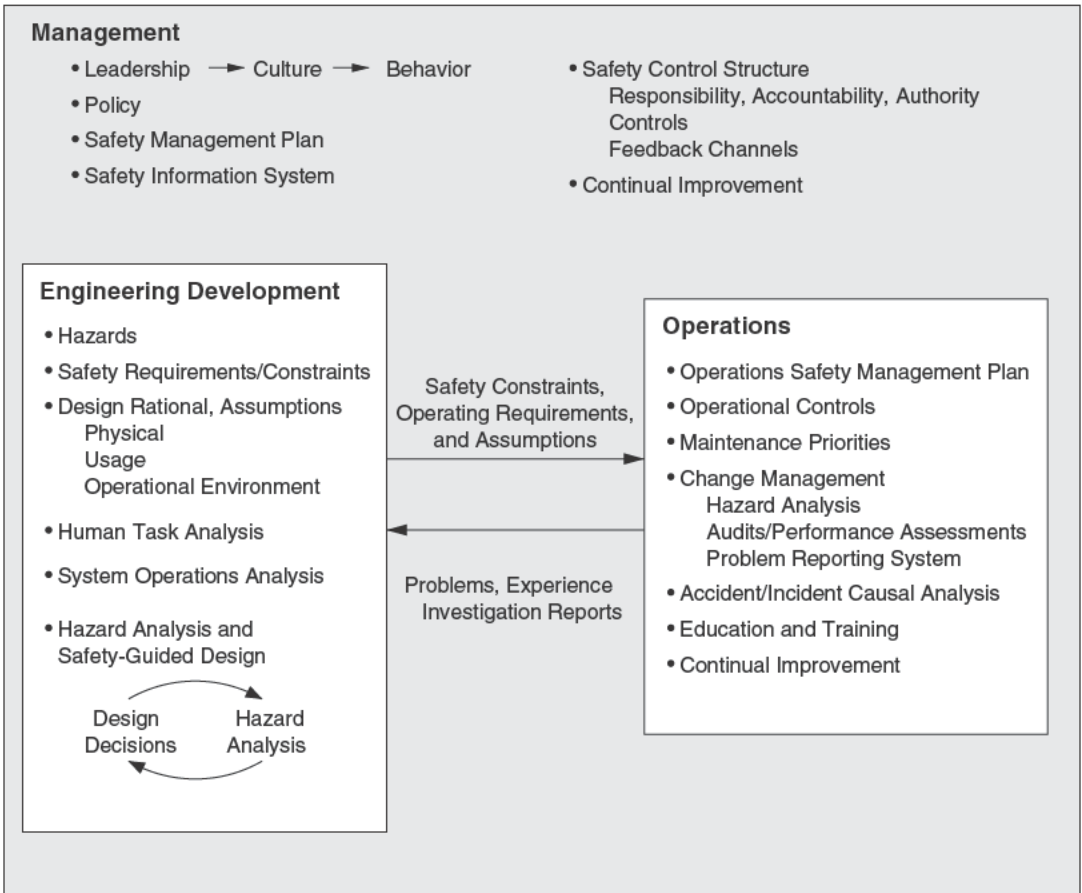 Management
• Leadership → Culture → Behavior
• Policy
• Safety Management Plan
• Safety Information System
• Safety Control Structure
Responsibility, Accountability, Authority
Controls
Feedback Channels
• Continual Improvement
Engineering Development
• Hazards
• Safety Requirements/Constraints
• Design Rational, Assumptions
Physical
Usage
Operational Environment
• Human Task Analysis
• System Operations Analysis
• Hazard Analysis and
Safety-Guided Design
Design
Decisions
Hazard
Analysis
Safety Constraints,
Operating Requirements,
and Assumptions
Problems, Experience
Investigation Reports
Operations
• Operations Safety Management Plan
• Operational Controls
• Maintenance Priorities
• Change Management
Hazard Analysis
Audits/Performance Assessments
Problem Reporting System
• Accident/Incident Causal Analysis
• Education and Training
• Continual Improvement